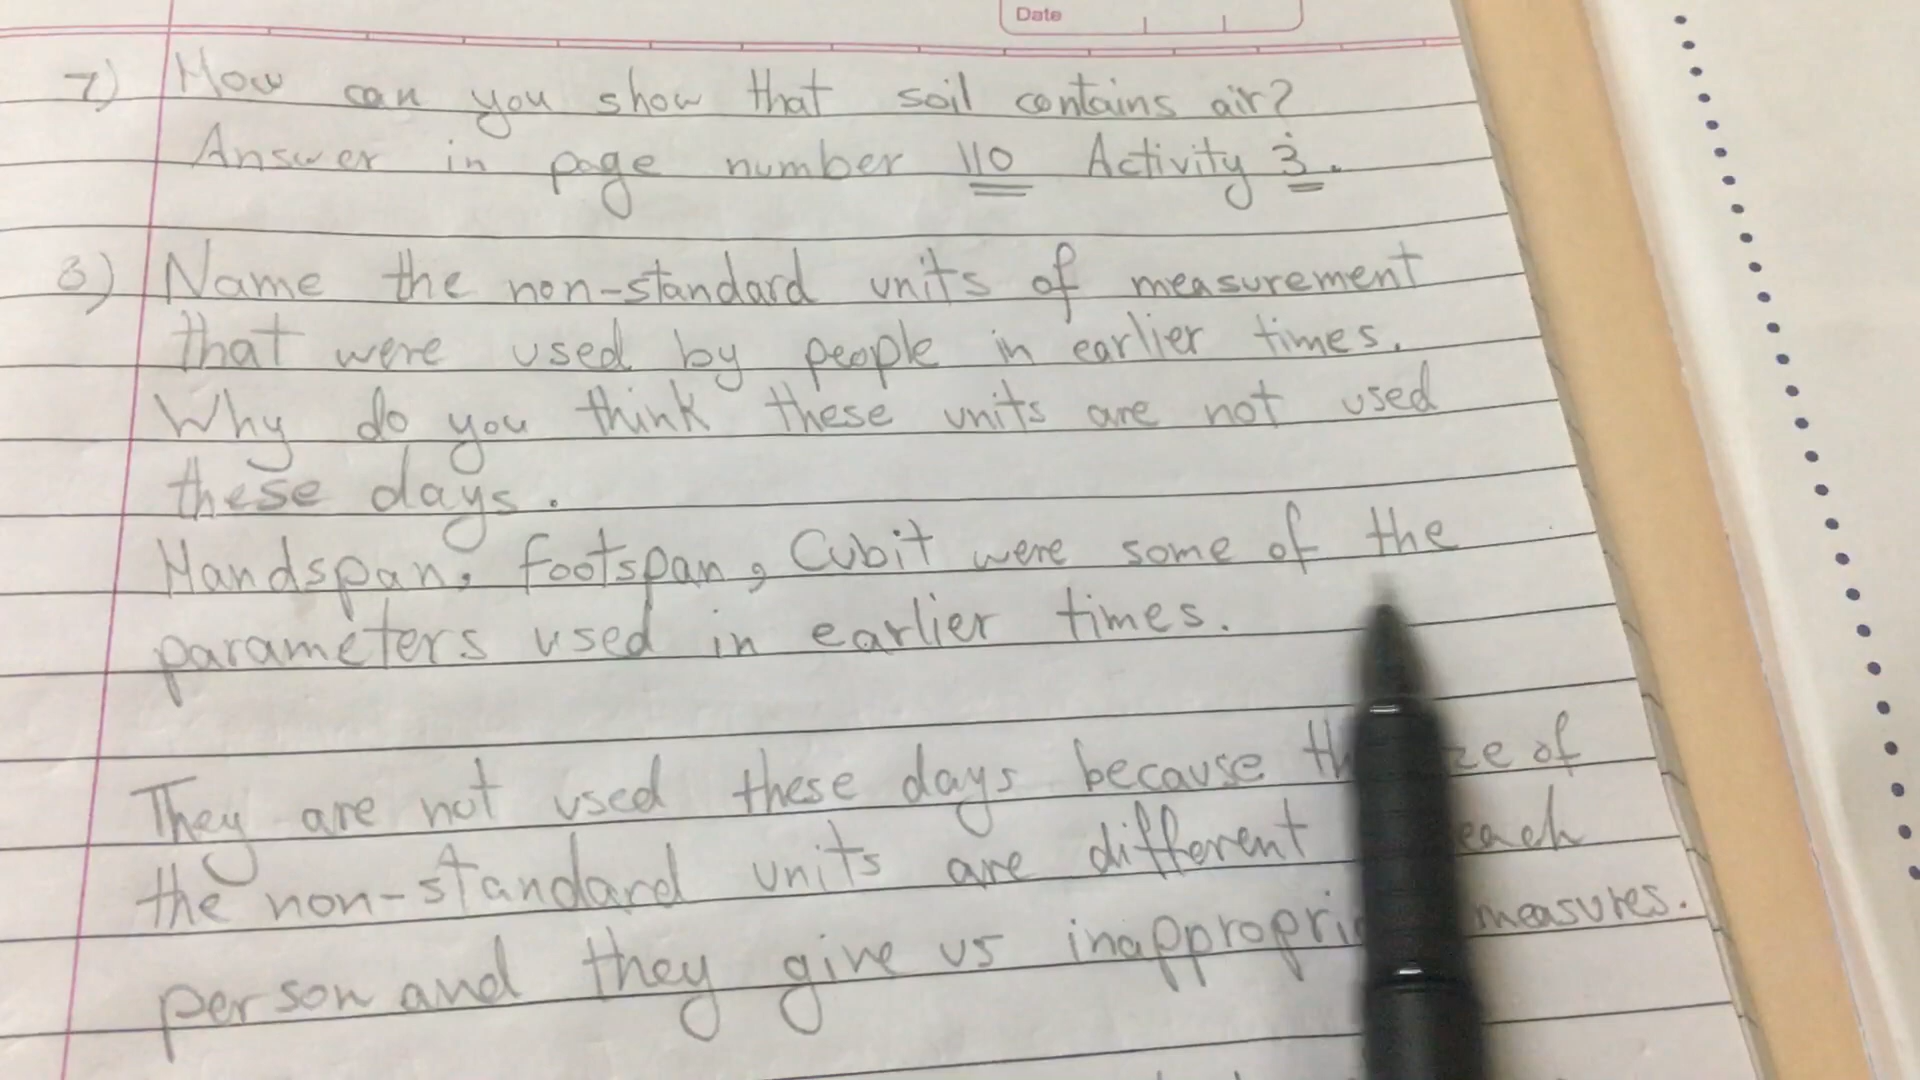 Date
7) How can you show that soil contains air?
Answer in page number 110 Activity 3.
8) Name the non-standard units of measurement
that were used by people in earlier times.
Why do you think these units are not used
these days.
Handspan, footspan, Cubit were some of the
parameters used in earlier times.
They are not used these days because of
the non-standard units are different each
person and they give us measures.